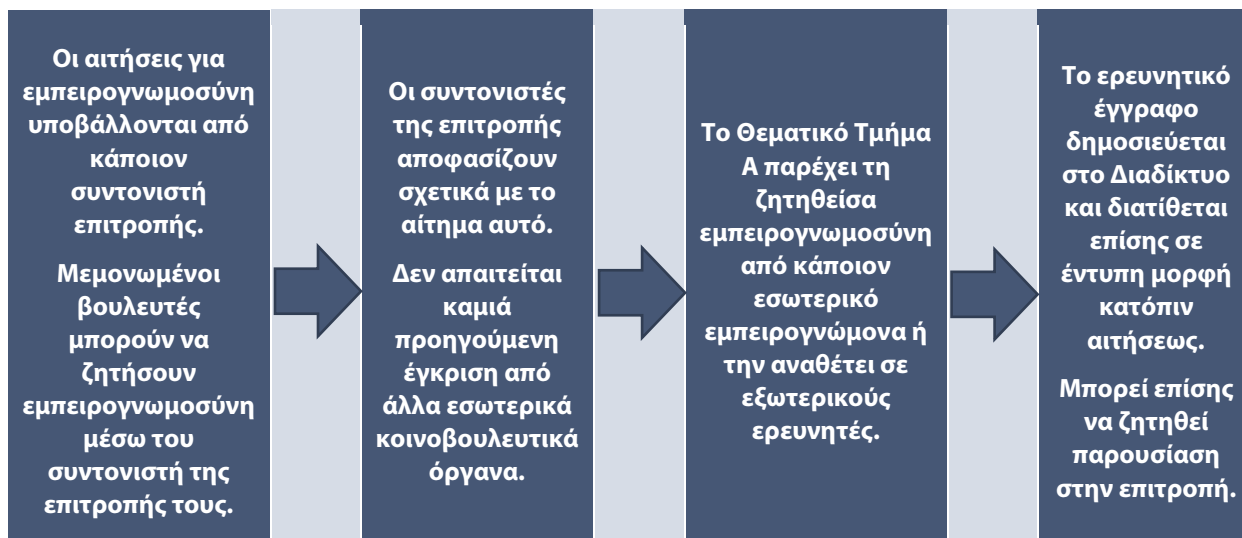 Οι αιτήσεις για
εμπειρογνωμοσύνη
υποβάλλονται από
κάποιον
συντονιστή
επιτροπής.
Μεμονωμένοι
βουλευτές
μπορούν να
ζητήσουν
εμπειρογνωμοσύνη
μέσω του
συντονιστή της
επιτροπής τους.
Οι συντονιστές
της επιτροπής
αποφασίζουν
σχετικά με το
αίτημα αυτό.
Δεν απαιτείται
καμιά
προηγούμενη
έγκριση από
άλλα εσωτερικά
κοινοβουλευτικά
όργανα.
Το Θεματικό Τμήμα
Α παρέχει τη
ζητηθείσα
εμπειρογνωμοσύνη
από κάποιον
εσωτερικό
εμπειρογνώμονα ή
την αναθέτει σε
εξωτερικούς
ερευνητές.
Το ερευνητικό
έγγραφο
δημοσιεύεται
στο Διαδίκτυο
και διατίθεται
επίσης σε
έντυπη μορφή
κατόπιν
αιτήσεως.
Μπορεί επίσης
να ζητηθεί
παρουσίαση
στην επιτροπή.